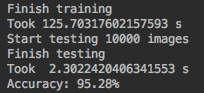 Finish training
Took 125.70317602157593 s
Start testing 10000 images
Finish testing
Took  2.3022420406341553 s
Accuracy: 95.28%